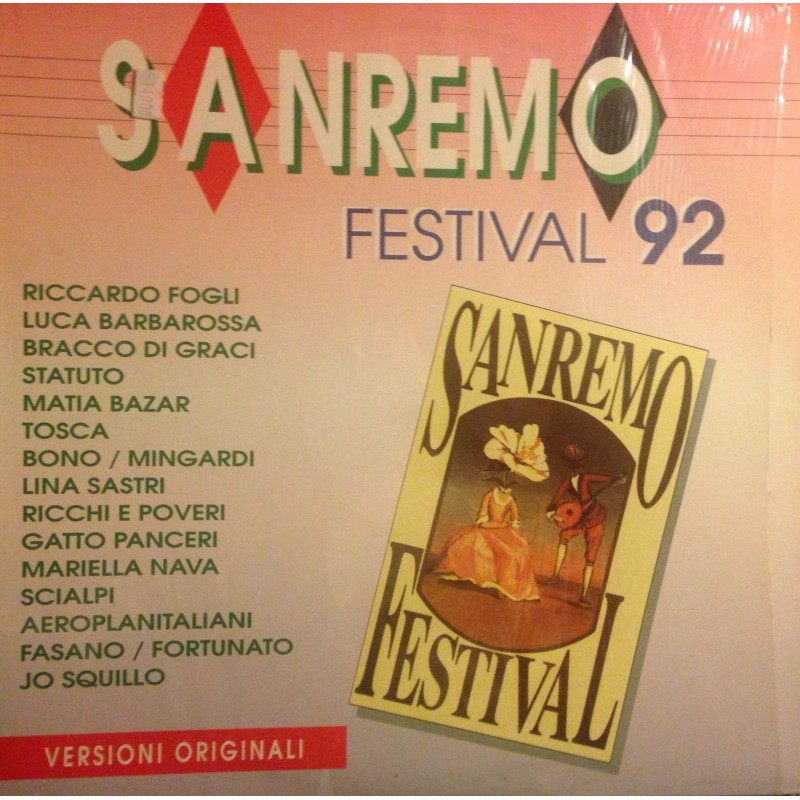 SANREMO
FESTIVAL 92
RICCARDO FOGLI
LUCA BARBAROSSA
BRACCO DI GRACI
STATUTO
MATIA BAZAR
TOSCA
BONO / MINGARDI
LINA SASTRI
RICCHI E POVERI
GATTO PANCERI
MARIELLA NAVA
SCIALPI
AEROPLANITALIANI
FASANO / FORTUNATO
JO SQUILLO
SANREMO
FESTIVAL
VERSIONI ORIGINALI